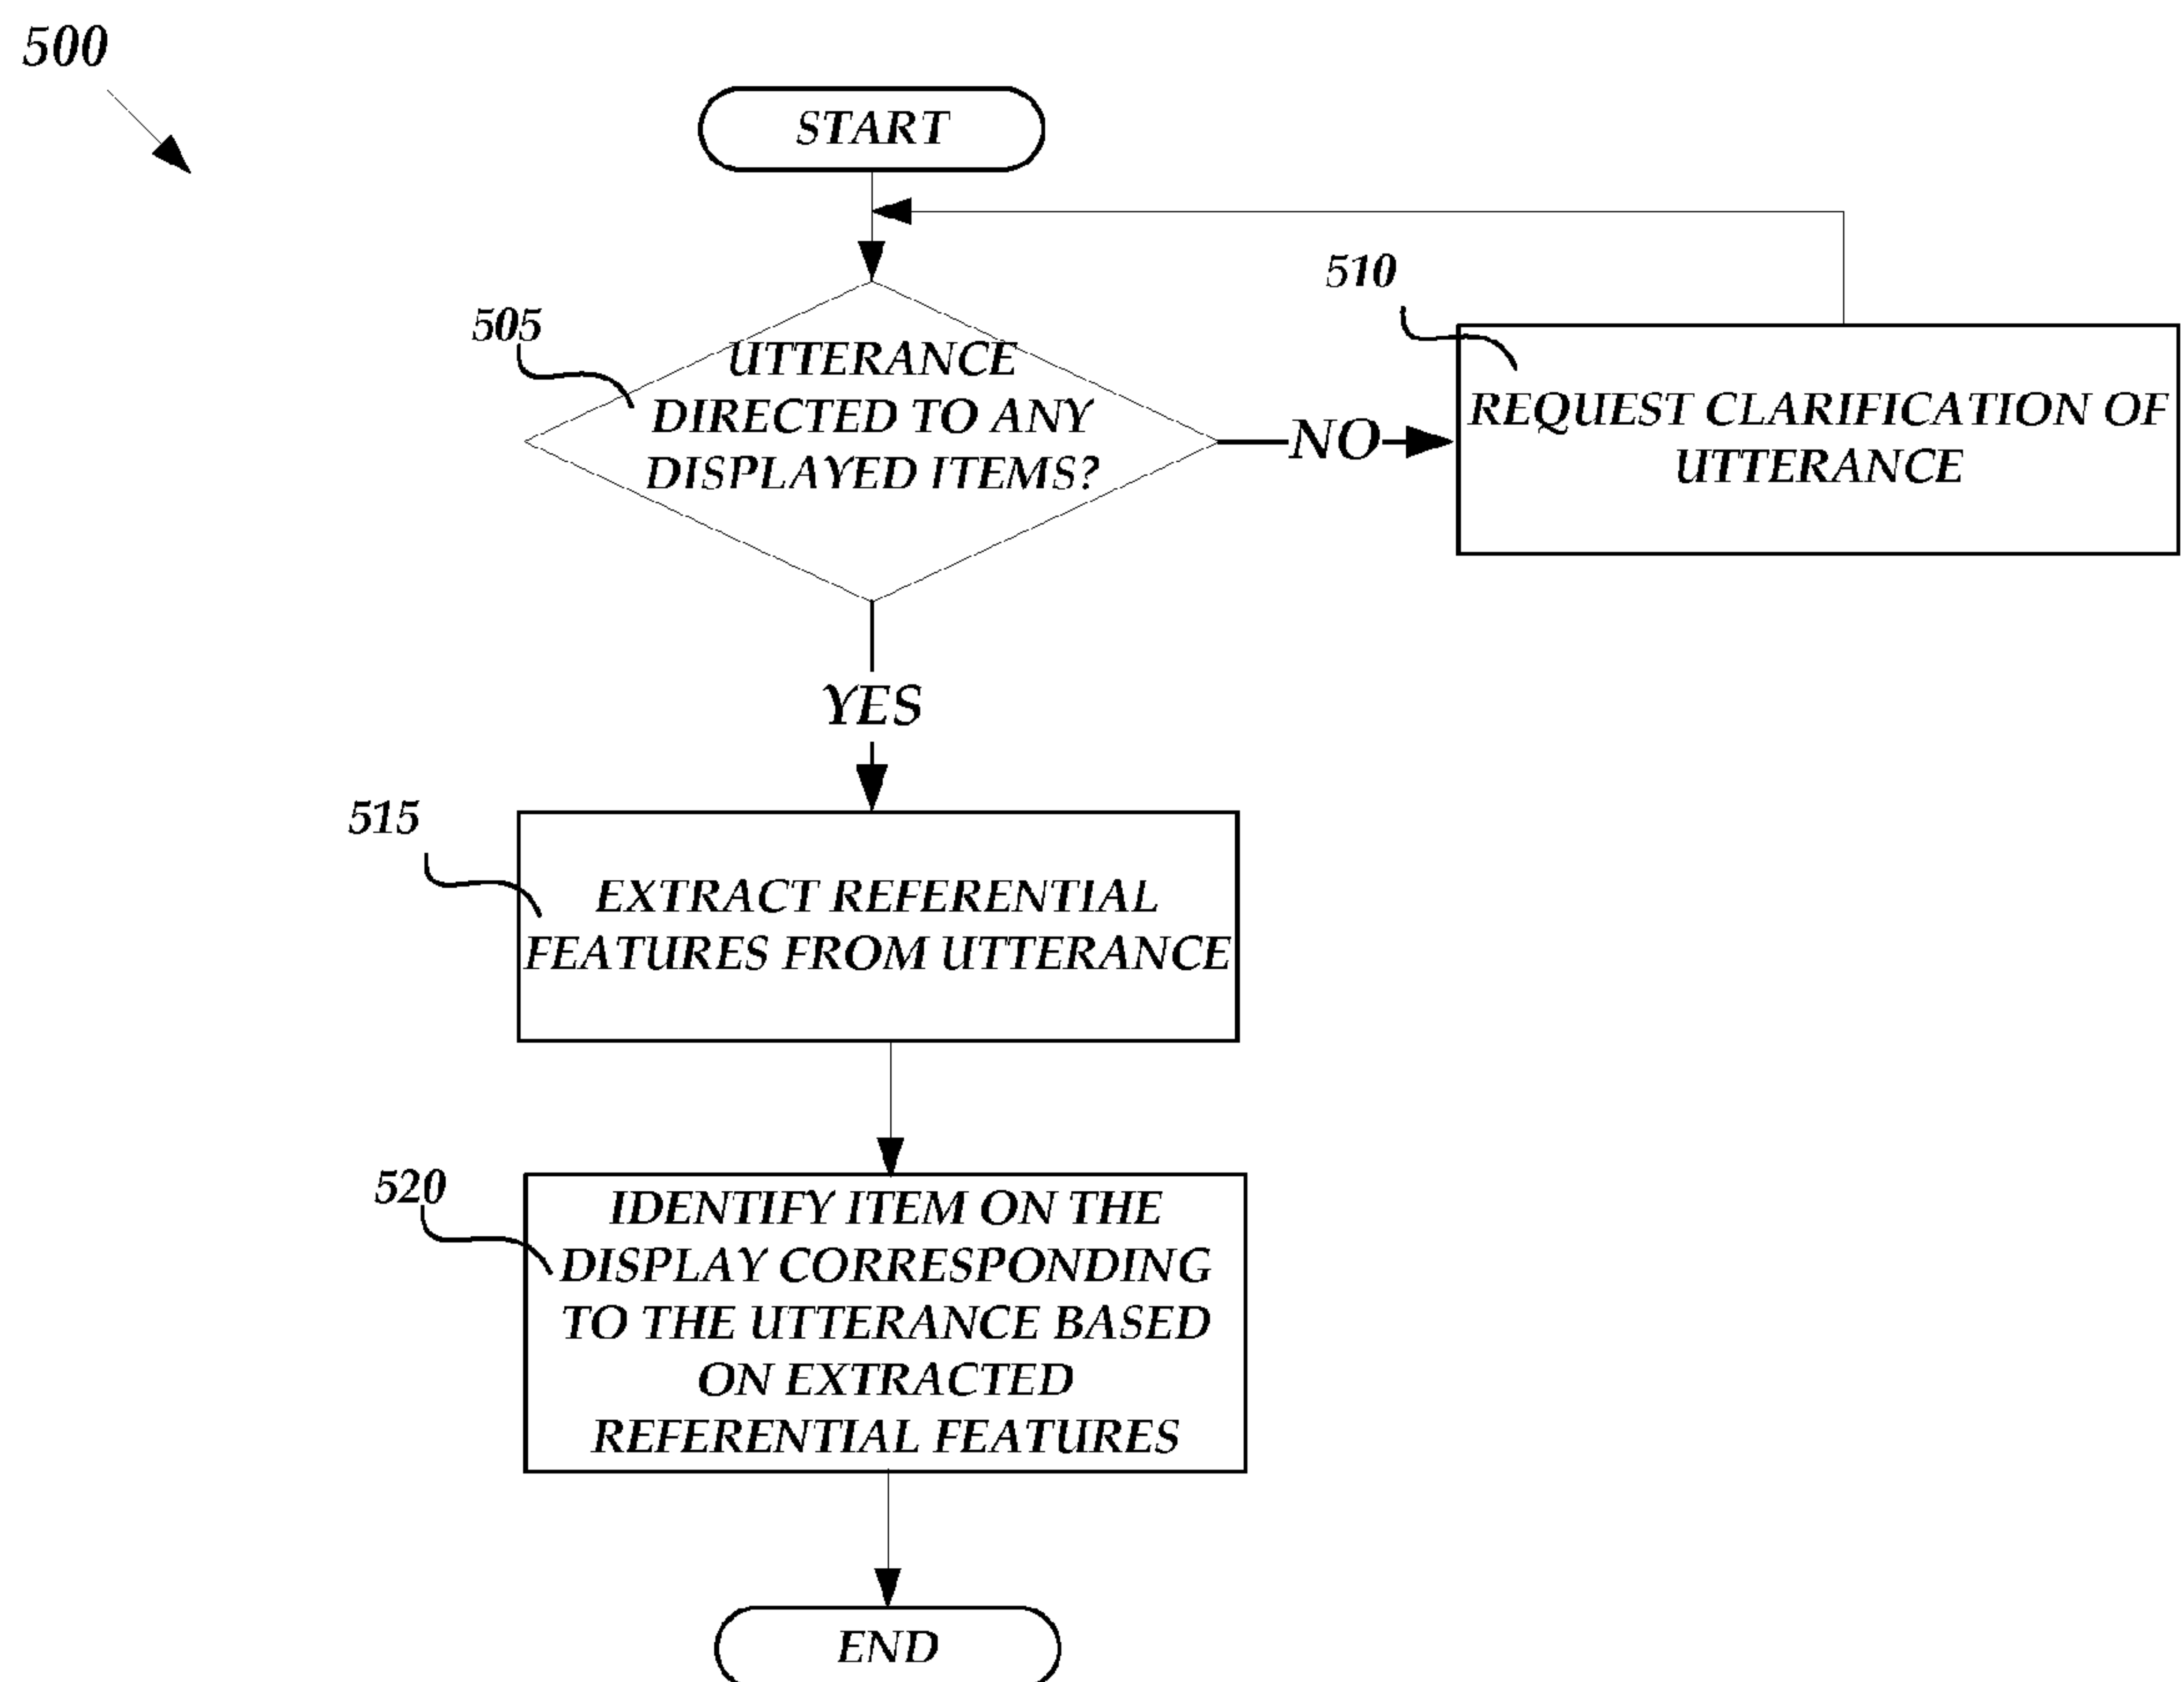 500
START
510
505
UTTERANCE
DIRECTED TO ANY
DISPLAYED ITEMS?
NO
REQUEST CLARIFICATION OF
UTTERANCE
YES
515
EXTRACT REFERENTIAL
FEATURES FROM UTTERANCE
520
IDENTIFY ITEM ON THE
DISPLAY CORRESPONDING
TO THE UTTERANCE BASED
ON EXTRACTED
REFERENTIAL FEATURES
END